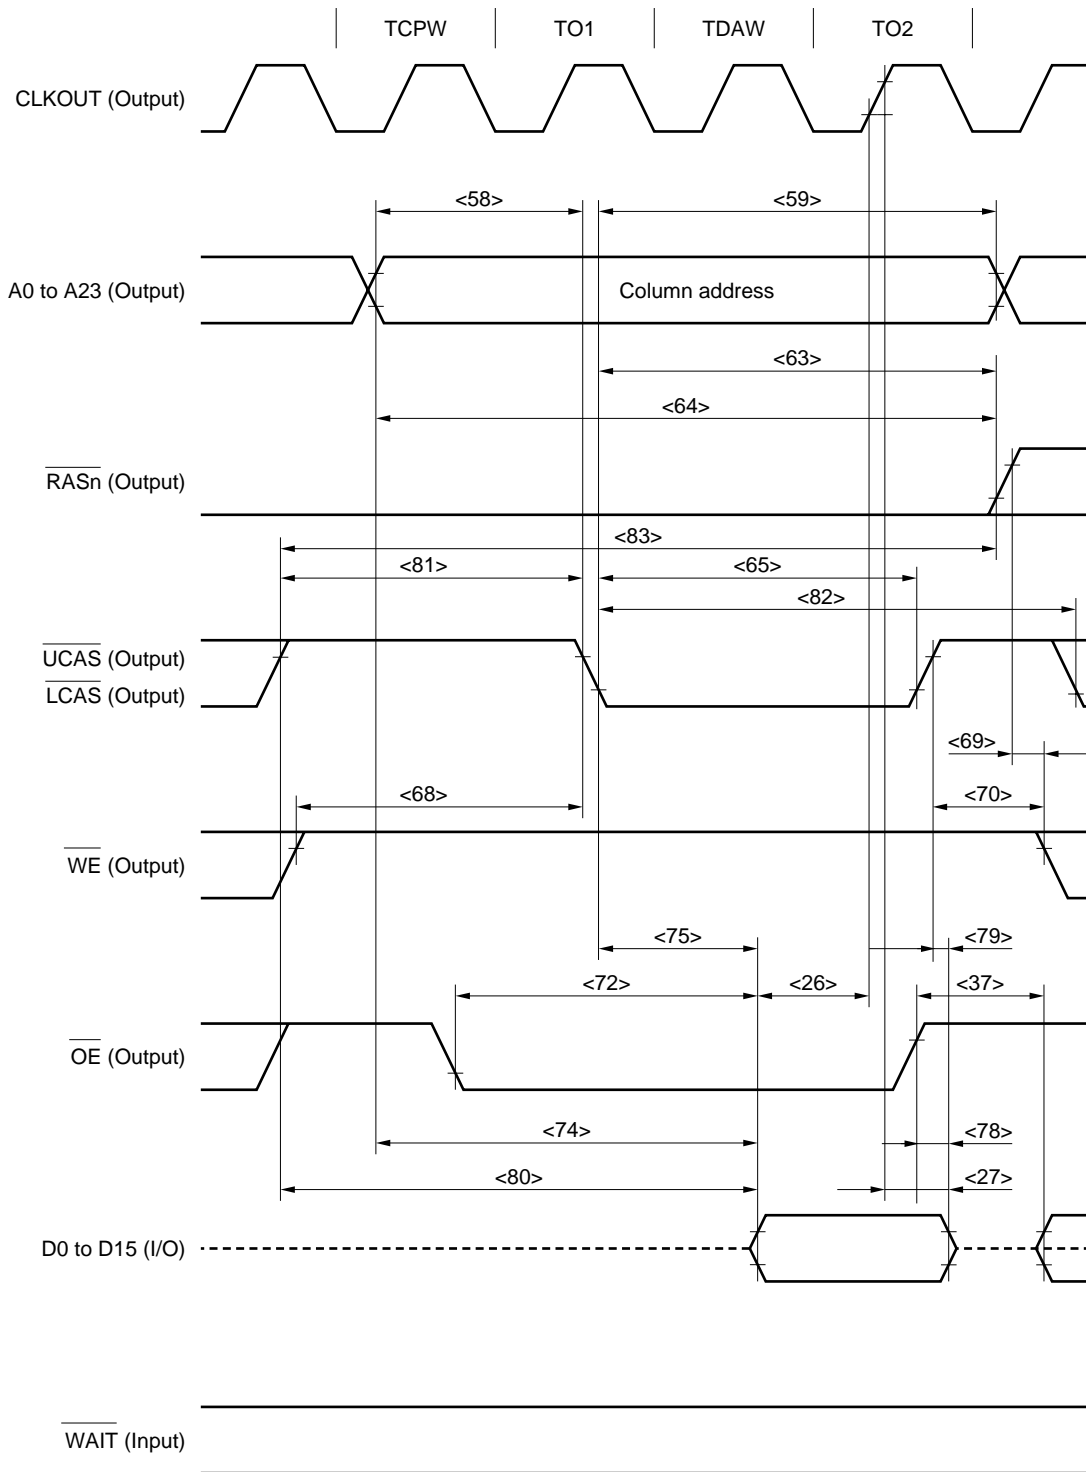 TCPW TO1 TDAW TO2
CLKOUT (Output)
<58> <59>
A0 to A23 (Output) Column address
<63>
<64>
RASn (Output)
<83>
<81> <65>
<82>
UCAS (Output)
LCAS (Output)
<69>
<68> <70>
WE (Output)
<75> <79>
<72> <26> <37>
OE (Output)
<74> <78>
<80> <27>
D0 to D15 (I/O)
WAIT (Input)